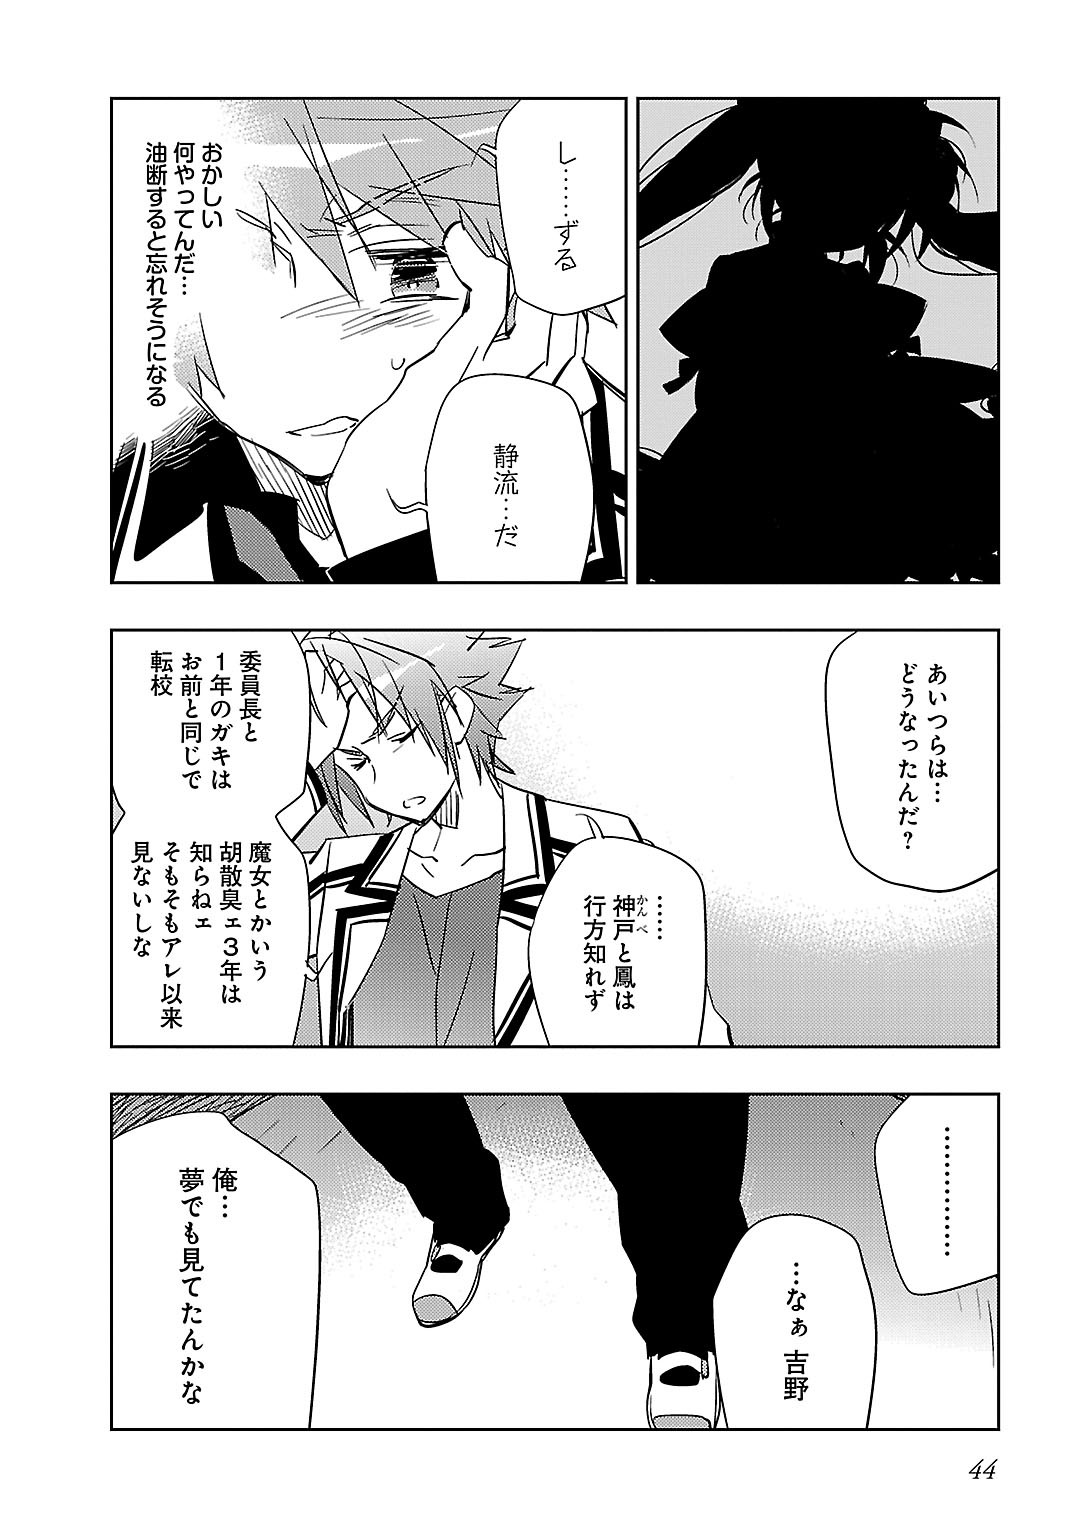 し……ずる
静流…だ
おかしい
何やってんだ…
油断すると忘れそうになる
あいつらは…
どうなったんだ?
……
神戸と鳳は
かんべ
行方知れず
委員長と
1年のガキは
お前と同じで
転校
魔女とかいう
胡散臭ェ3年は
知らねェ
そもそもアレ以来
見ないしな
…………
…なぁ 吉野
俺…
夢でも見てたんかな
44